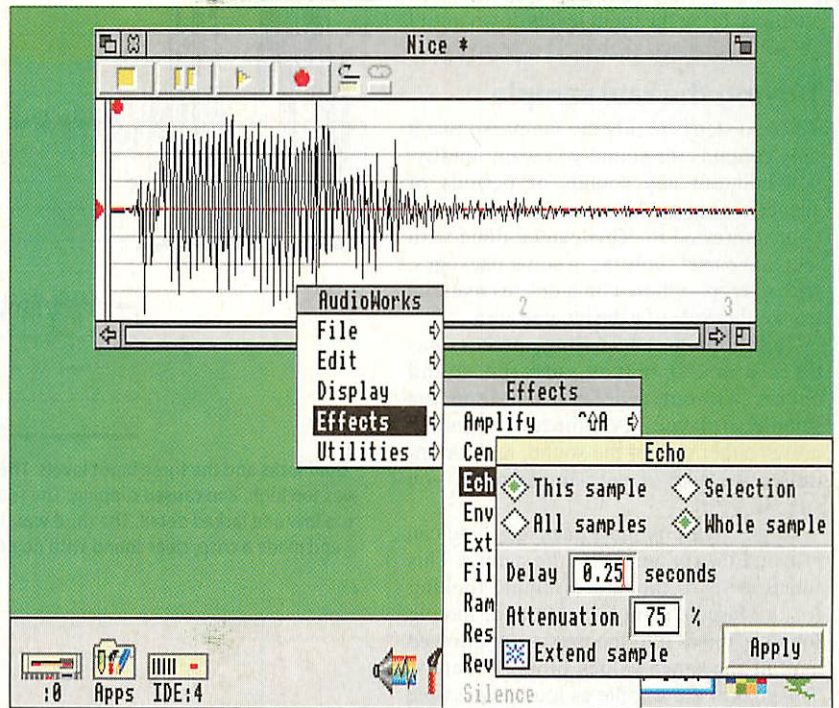 Nice *
2 3
AudioWorks
File
Edit
Display
Effects
Utilities
Effects
Amplify ^⇧A
Cen
Ech
Env
Ext
Fil
Ram
Res
Rev
Silence
Echo
This sample Selection
All samples Whole sample
Delay 0.25 seconds
Attenuation 75 %
Extend sample Apply
:0 Apps IDE:4